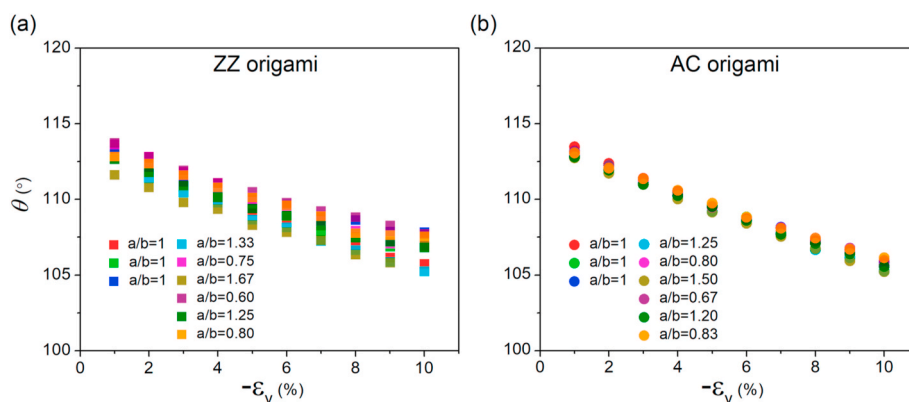 (a)
ZZ origami
θ (°)
120
115
110
105
100
a/b=1
a/b=1
a/b=1
a/b=1.33
a/b=0.75
a/b=1.67
a/b=0.60
a/b=1.25
a/b=0.80
0
2
4
6
8
10
-εy (%)
(b)
AC origami
120
115
110
105
100
a/b=1
a/b=1
a/b=1
a/b=1.25
a/b=0.80
a/b=1.50
a/b=0.67
a/b=1.20
a/b=0.83
0
2
4
6
8
10
-εy (%)